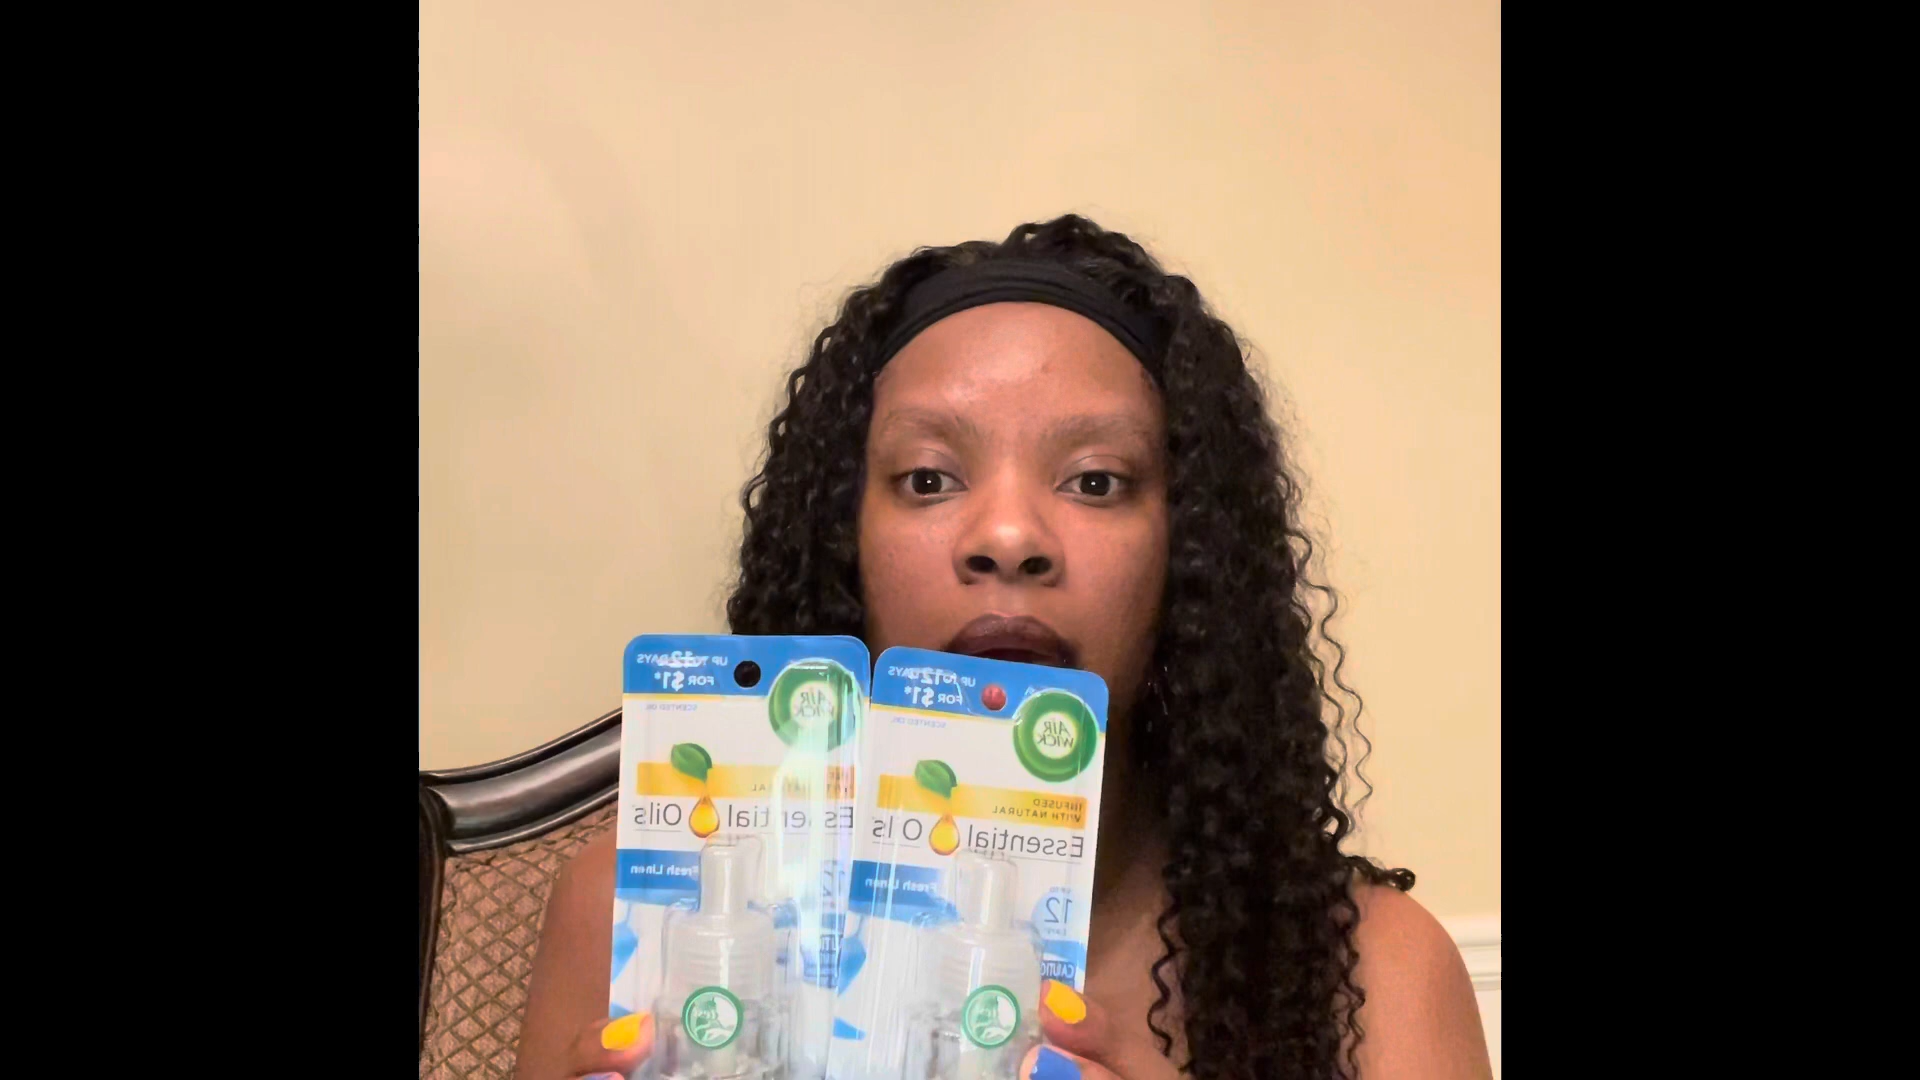 UP TO 12 DAYS
FOR $1*
AIR
WICK
SCENTED OIL
Essential Oils
Fresh Linen
UP TO 12 DAYS
FOR $1*
AIR
WICK
SCENTED OIL
INFUSED
WITH NATURAL
Essential Oils
Fresh Linen
12